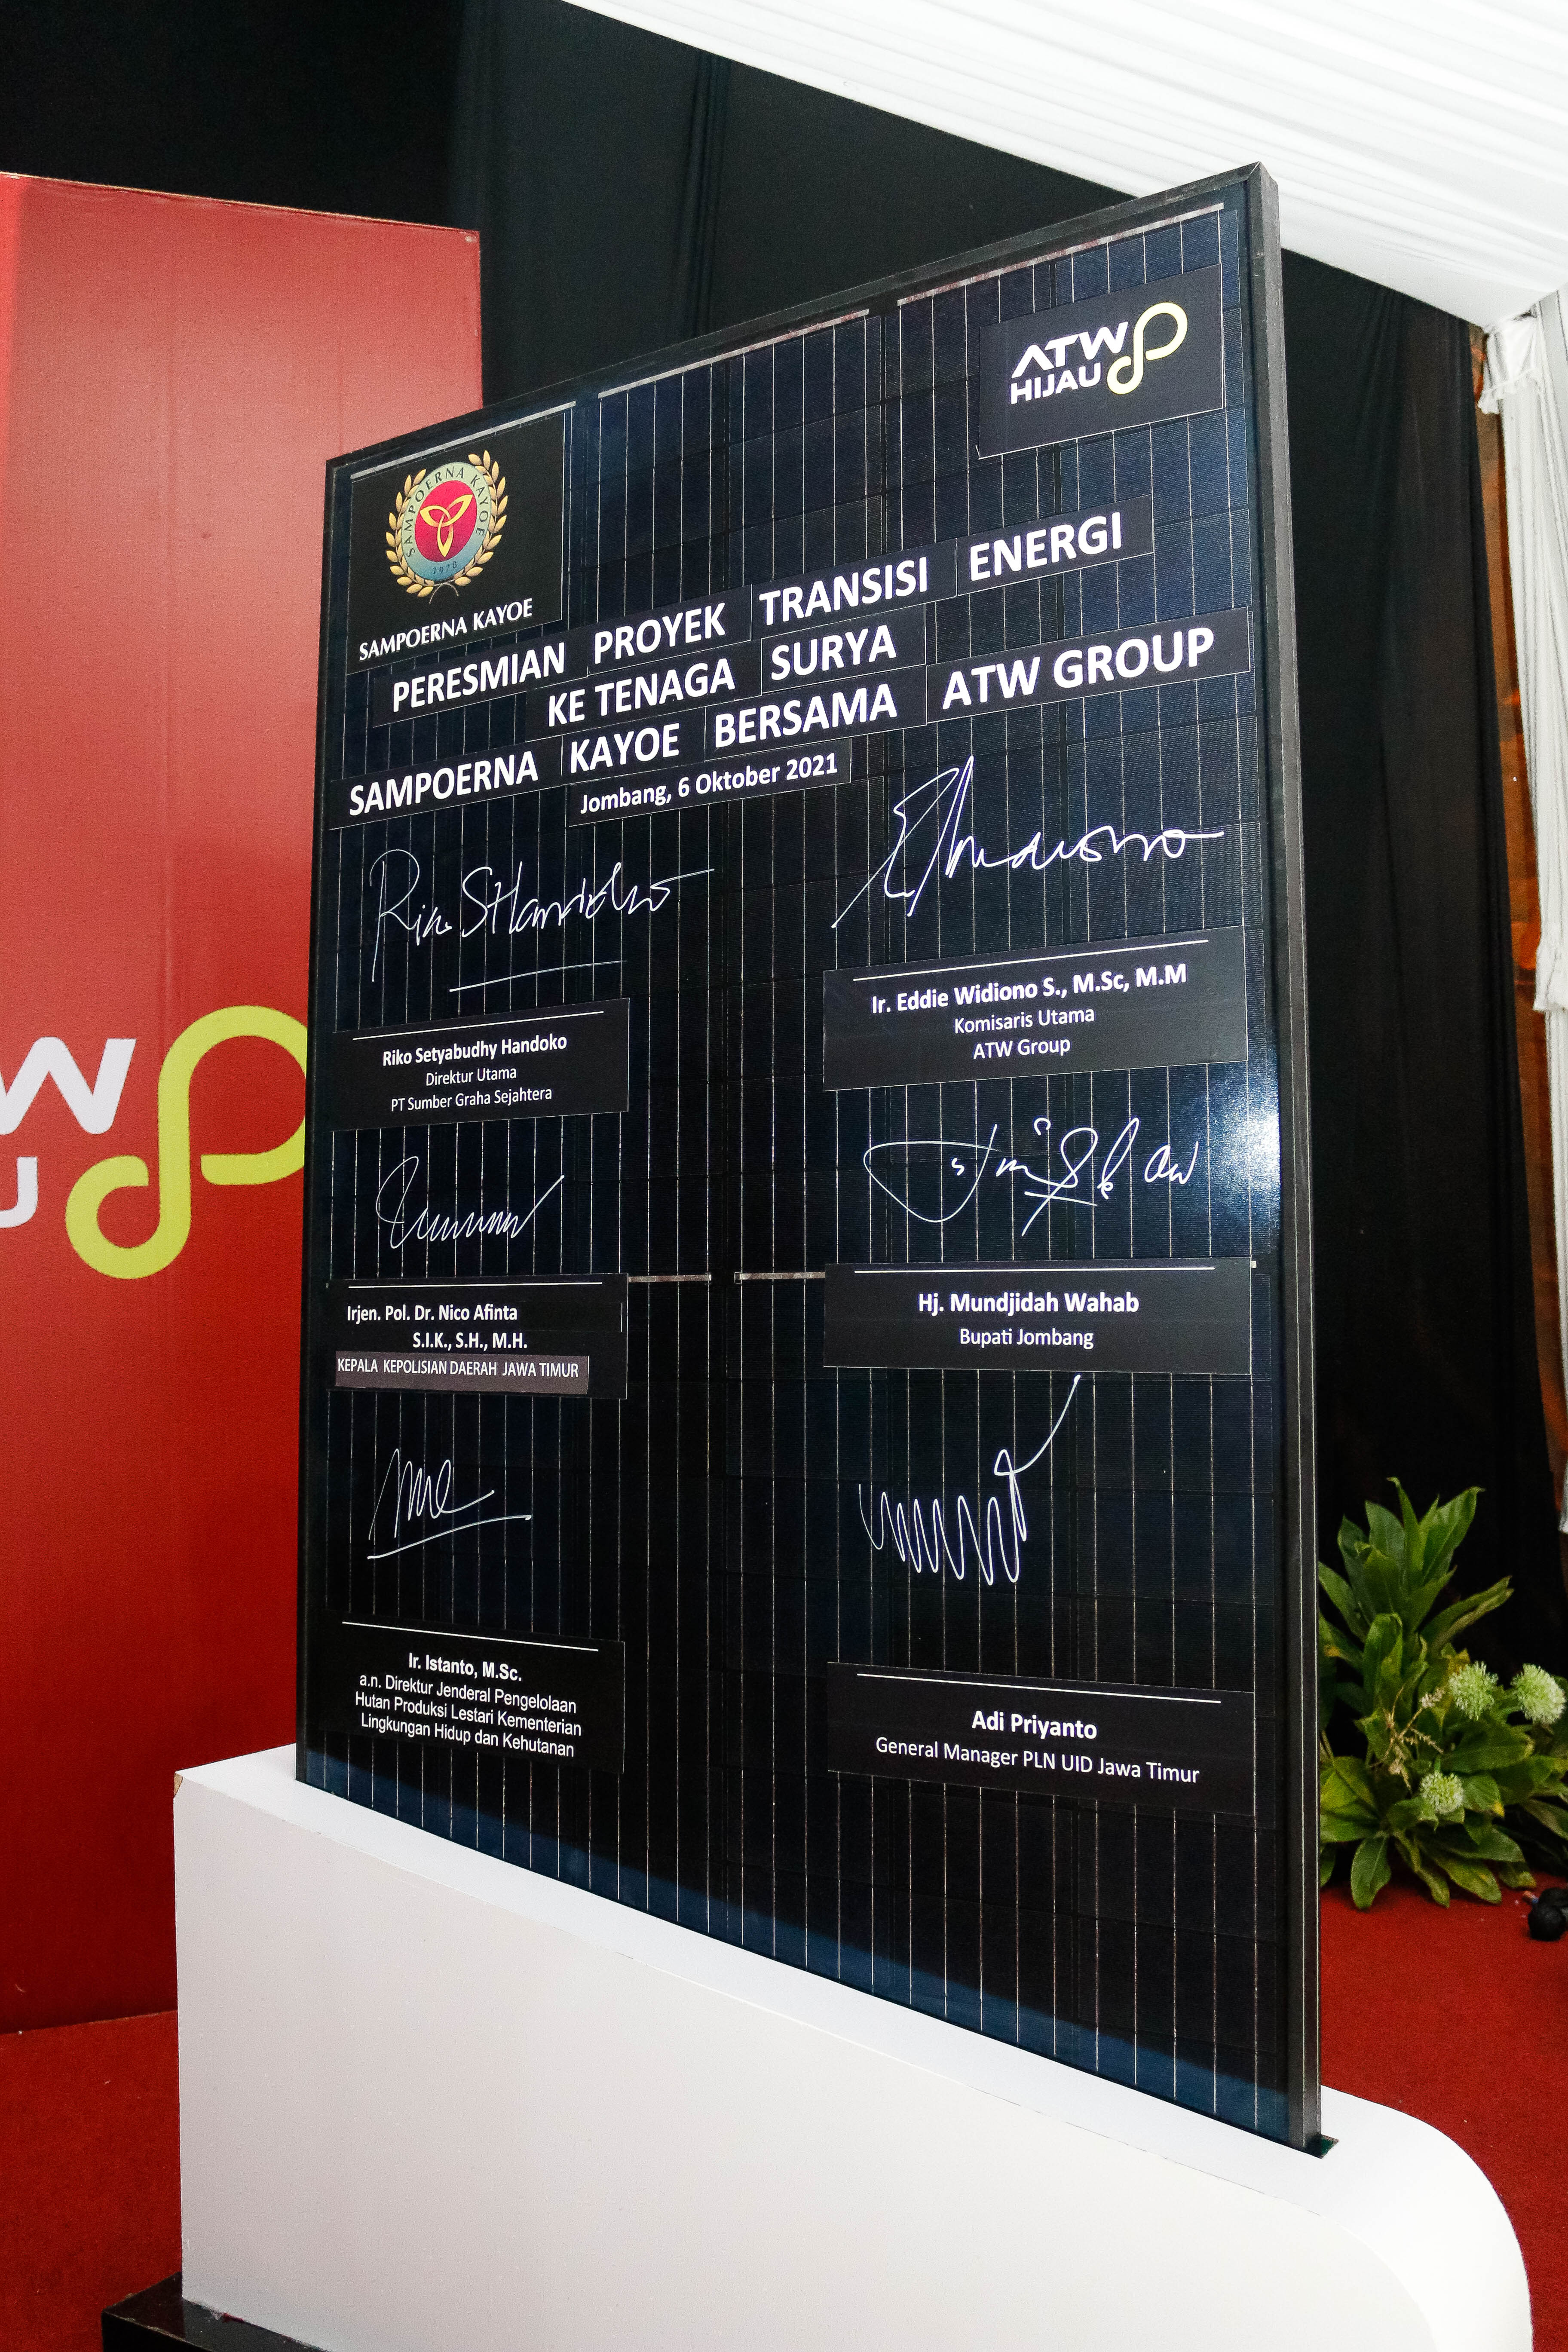 SAMPOERNA KAYOE
1978
SAMPOERNA KAYOE
ATW
HIJAU
PERESMIAN PROYEK TRANSISI ENERGI
KE TENAGA SURYA
SAMPOERNA KAYOE BERSAMA ATW GROUP
Jombang, 6 Oktober 2021
Riko Setyabudhy Handoko
Direktur Utama
PT Sumber Graha Sejahtera
Ir. Eddie Widiono S., M.Sc, M.M
Komisaris Utama
ATW Group
Irjen. Pol. Dr. Nico Afinta
S.I.K., S.H., M.H.
KEPALA KEPOLISIAN DAERAH JAWA TIMUR
Hj. Mundjidah Wahab
Bupati Jombang
Ir. Istanto, M.Sc.
a.n. Direktur Jenderal Pengelolaan
Hutan Produksi Lestari Kementerian
Lingkungan Hidup dan Kehutanan
Adi Priyanto
General Manager PLN UID Jawa Timur
W
U